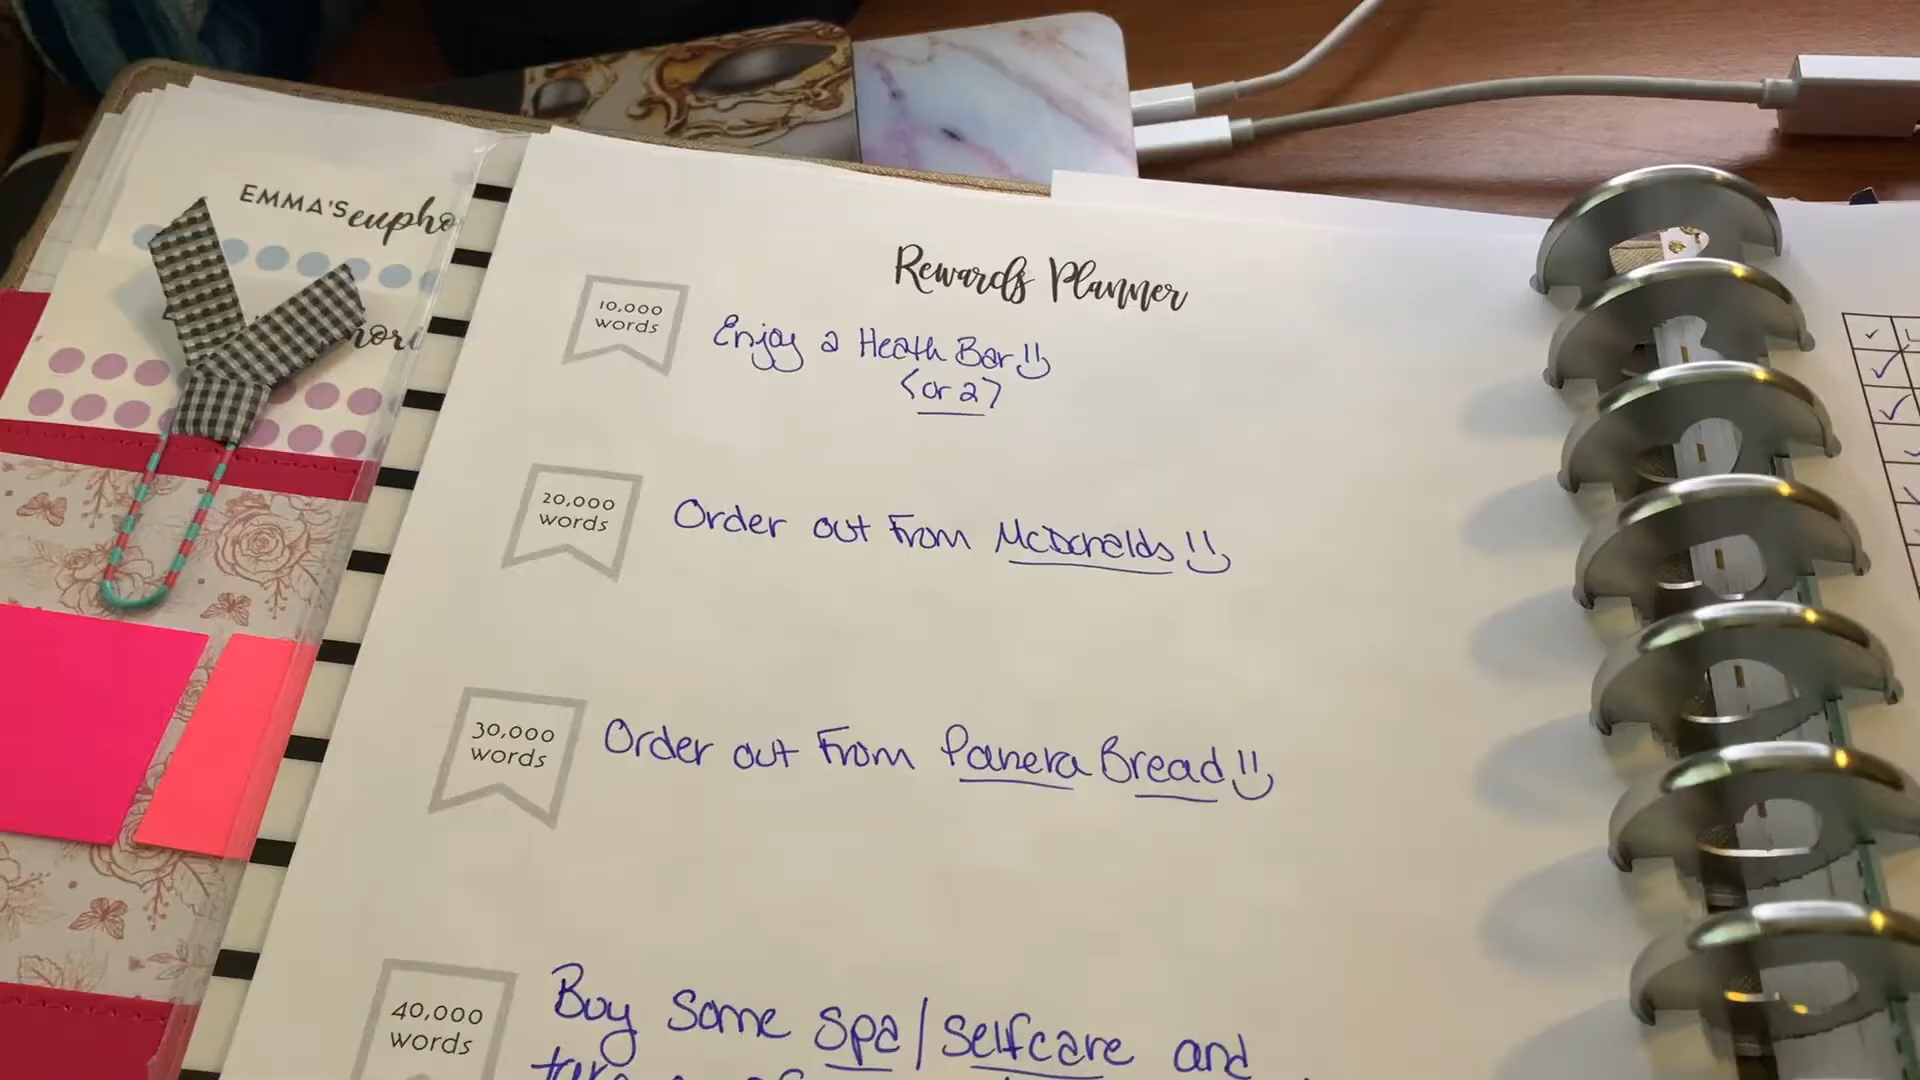 EMMA'S eupho
Rewards Planner
10,000
words
Enjoy a Heath Bar!!
(or 2)
20,000
words
Order out from McDonalds!!
30,000
words
Order out from Panera Bread!!
40,000
words
Buy Some Spa/Selfcare and